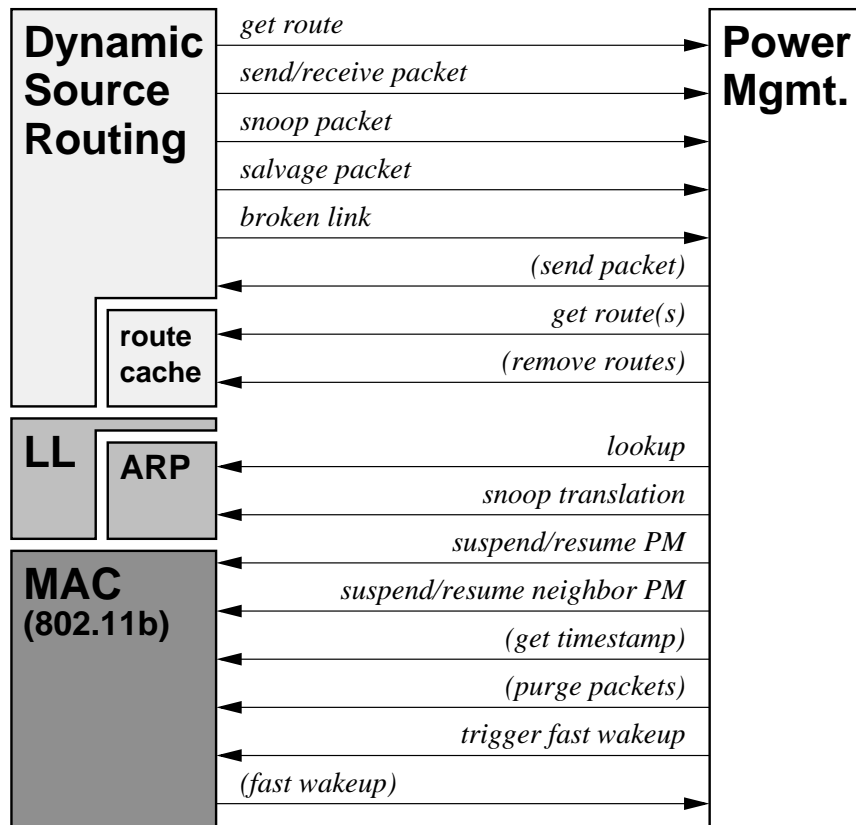 Dynamic
Source
Routing
Power
Mgmt.
get route
send/receive packet
snoop packet
salvage packet
broken link
(send packet)
get route(s)
(remove routes)
route
cache
LL
ARP
lookup
snoop translation
MAC
(802.11b)
suspend/resume PM
suspend/resume neighbor PM
(get timestamp)
(purge packets)
trigger fast wakeup
(fast wakeup)